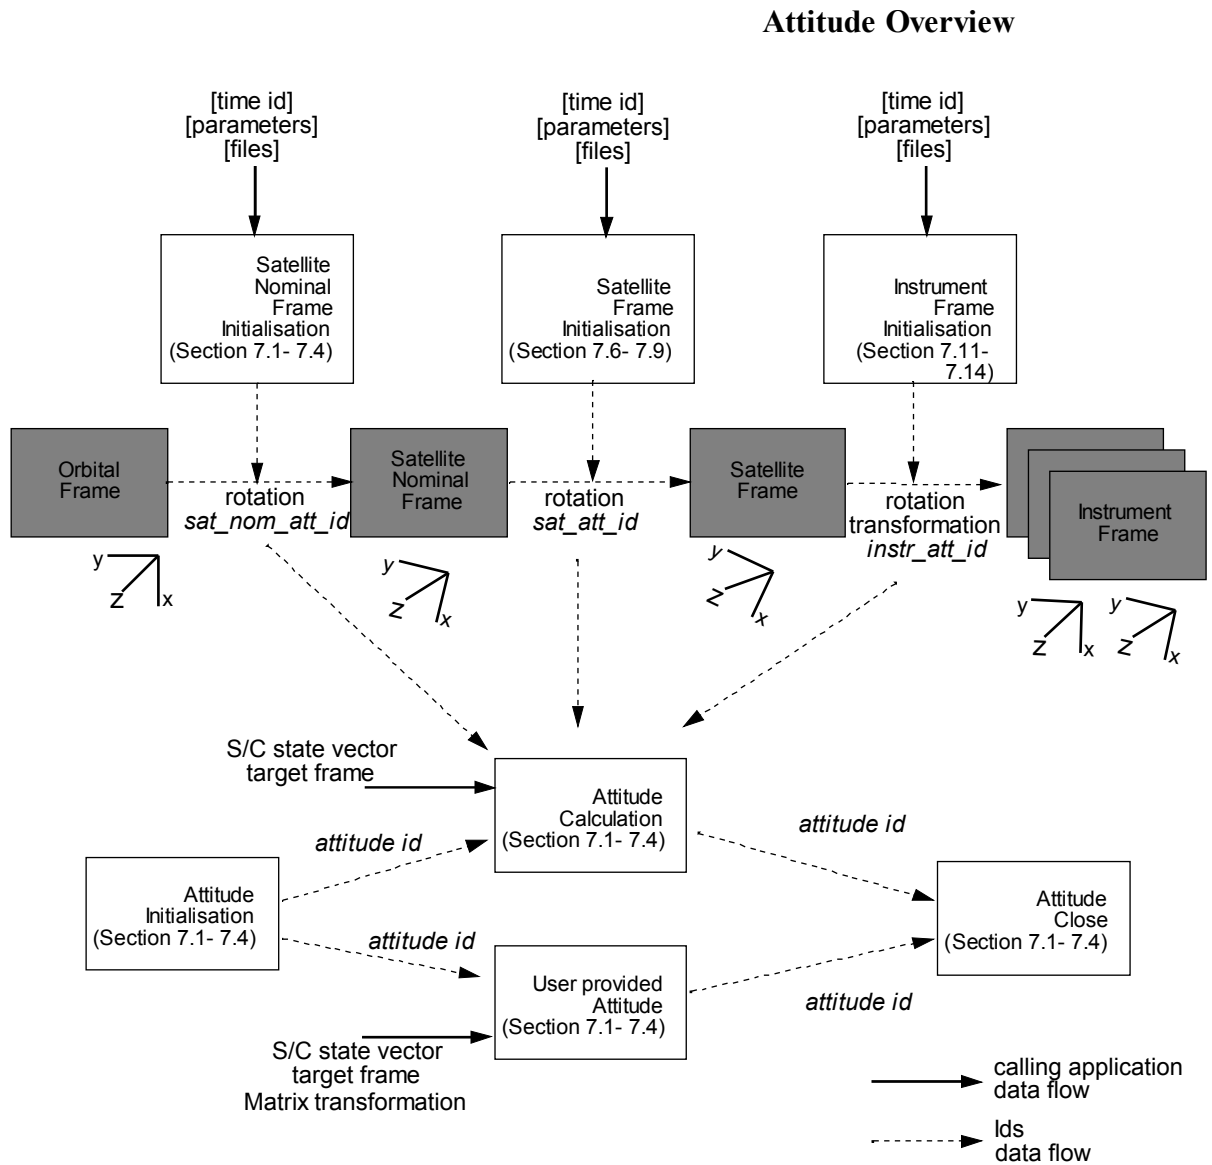 Attitude Overview
[time id]
[parameters]
[files]
[time id]
[parameters]
[files]
[time id]
[parameters]
[files]
Satellite
Nominal
Frame
Initialisation
(Section 7.1- 7.4)
Satellite
Frame
Initialisation
(Section 7.6- 7.9)
Instrument
Frame
Initialisation
(Section 7.11-
7.14)
Orbital
Frame
rotation
sat_nom_att_id
Satellite
Nominal
Frame
rotation
sat_att_id
Satellite
Frame
rotation
transformation
instr_att_id
Instrument
Frame
y
z
x
y
z
x
y
z
x
y
z
x
y
z
x
S/C state vector
target frame
Attitude
Calculation
(Section 7.1- 7.4)
attitude id
attitude id
Attitude
Initialisation
(Section 7.1- 7.4)
Attitude
Close
(Section 7.1- 7.4)
attitude id
User provided
Attitude
(Section 7.1- 7.4)
attitude id
S/C state vector
target frame
Matrix transformation
calling application
data flow
Ids
data flow